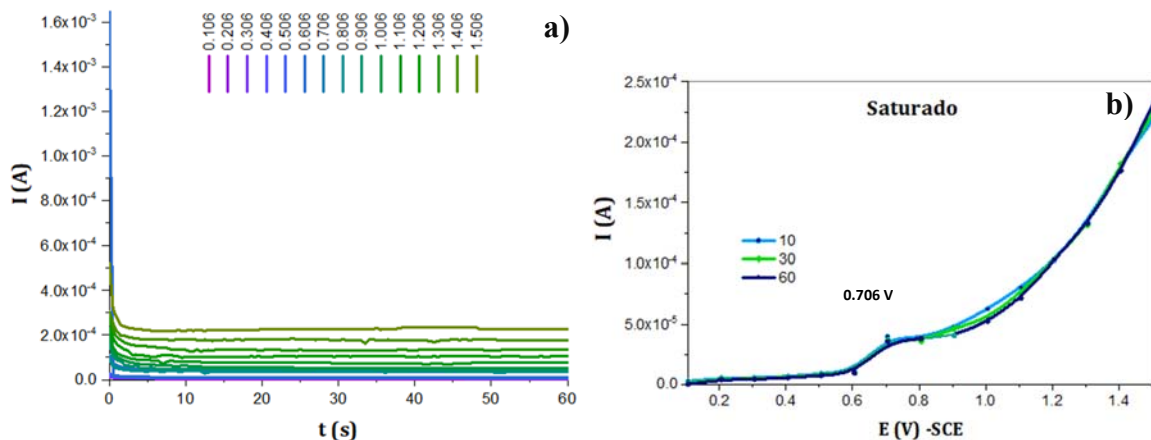 a)
0.106
0.206
0.306
0.406
0.506
0.606
0.706
0.806
0.906
1.006
1.106
1.206
1.306
1.406
1.506
1.6x10⁻³
1.4x10⁻³
1.2x10⁻³
1.0x10⁻³
8.0x10⁻⁴
6.0x10⁻⁴
4.0x10⁻⁴
2.0x10⁻⁴
0.0
I (A)
0 10 20 30 40 50 60
t (s)
b)
Saturado
2.5x10⁻⁴
2.0x10⁻⁴
1.5x10⁻⁴
1.0x10⁻⁴
5.0x10⁻⁵
0.0
I (A)
10
30
60
0.706 V
0.2 0.4 0.6 0.8 1.0 1.2 1.4
E (V) -SCE